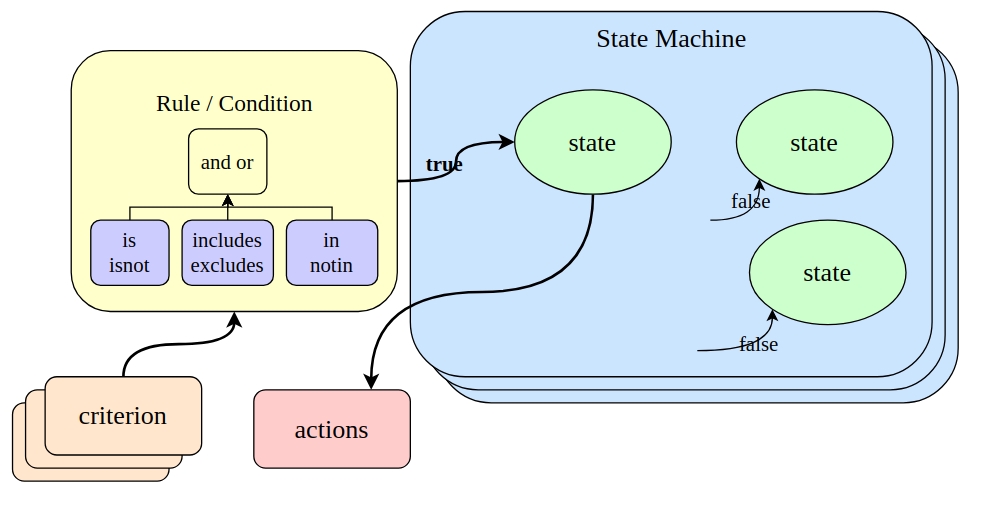 State Machine
Rule / Condition
and or
is
isnot
includes
excludes
in
notin
true
state
state
false
state
false
criterion
actions